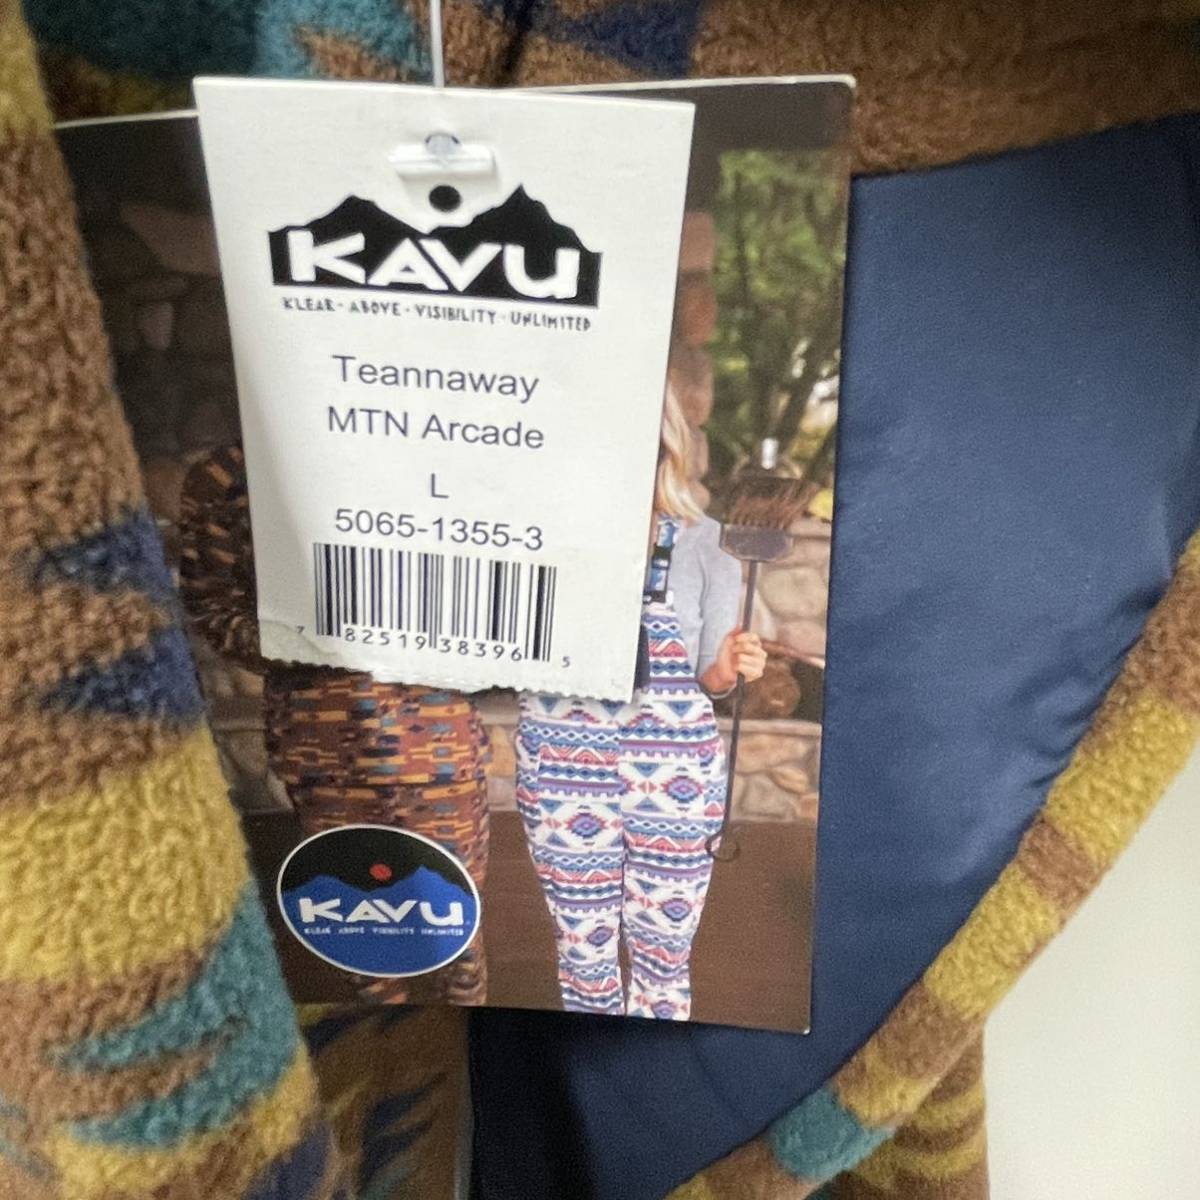 KAVU
KLEAR - ABOVE - VISIBILITY - UNLIMITED
Teannaway
MTN Arcade
L
5065-1355-3
7 82519 38396 5
KAVU
KLEAR ABOVE VISIBILITY UNLIMITED